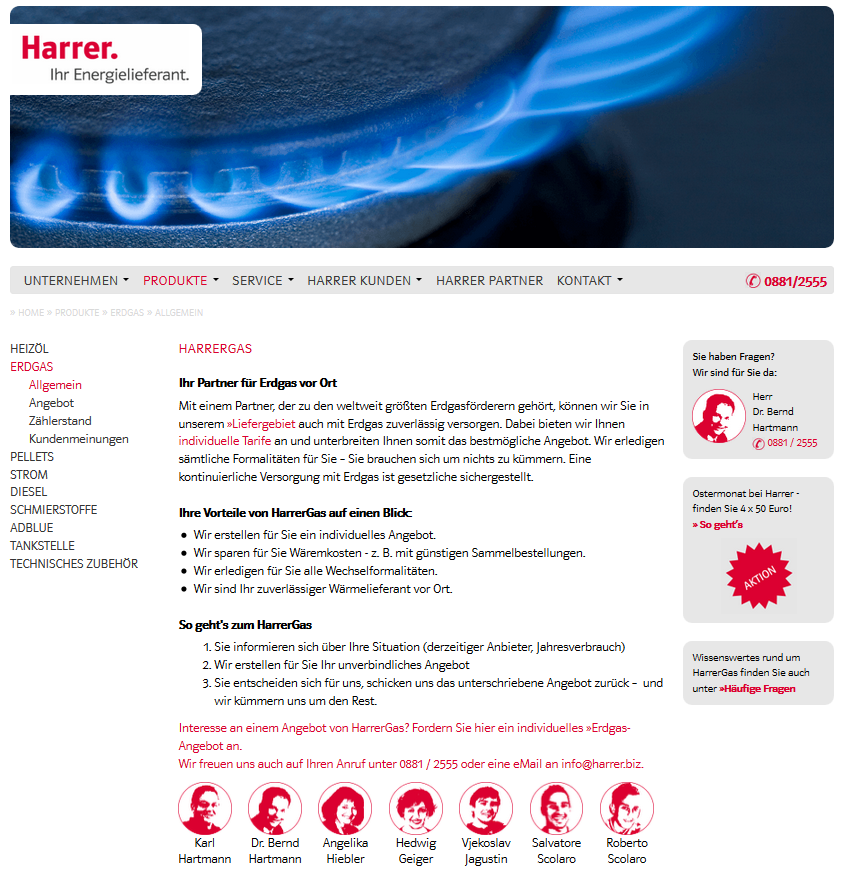 Harrer.
Ihr Energielieferant.
UNTERNEHMEN PRODUKTE SERVICE HARRER KUNDEN HARRER PARTNER KONTAKT 0881/2555
» HOME » PRODUKTE » ERDGAS » ALLGEMEIN
HEIZÖL
ERDGAS
Allgemein
Angebot
Zählerstand
Kundenmeinungen
PELLETS
STROM
DIESEL
SCHMIERSTOFFE
ADBLUE
TANKSTELLE
TECHNISCHES ZUBEHÖR
HARRERGAS
Ihr Partner für Erdgas vor Ort
Mit einem Partner, der zu den weltweit größten Erdgasförderern gehört, können wir Sie in
unserem »Liefergebiet auch mit Erdgas zuverlässig versorgen. Dabei bieten wir Ihnen
individuelle Tarife an und unterbreiten Ihnen somit das bestmögliche Angebot. Wir erledigen
sämtliche Formalitäten für Sie – Sie brauchen sich um nichts zu kümmern. Eine
kontinuierliche Versorgung mit Erdgas ist gesetzliche sichergestellt.
Ihre Vorteile von HarrerGas auf einen Blick:
• Wir erstellen für Sie ein individuelles Angebot.
• Wir sparen für Sie Wäremkosten - z. B. mit günstigen Sammelbestellungen.
• Wir erledigen für Sie alle Wechselformalitäten.
• Wir sind Ihr zuverlässiger Wärmelieferant vor Ort.
So geht's zum HarrerGas
1. Sie informieren sich über Ihre Situation (derzeitiger Anbieter, Jahresverbrauch)
2. Wir erstellen für Sie Ihr unverbindliches Angebot
3. Sie entscheiden sich für uns, schicken uns das unterschriebene Angebot zurück – und
wir kümmern uns um den Rest.
Interesse an einem Angebot von HarrerGas? Fordern Sie hier ein individuelles »Erdgas-
Angebot an.
Wir freuen uns auch auf Ihren Anruf unter 0881 / 2555 oder eine eMail an info@harrer.biz.
Karl Dr. Bernd Angelika Hedwig Vjekoslav Salvatore Roberto
Hartmann Hartmann Hiebler Geiger Jagustin Scolaro Scolaro
Sie haben Fragen?
Wir sind für Sie da:
Herr
Dr. Bernd
Hartmann
0881 / 2555
Ostermonat bei Harrer -
finden Sie 4 x 50 Euro!
» So geht's
AKTION
Wissenswertes rund um
HarrerGas finden Sie auch
unter »Häufige Fragen